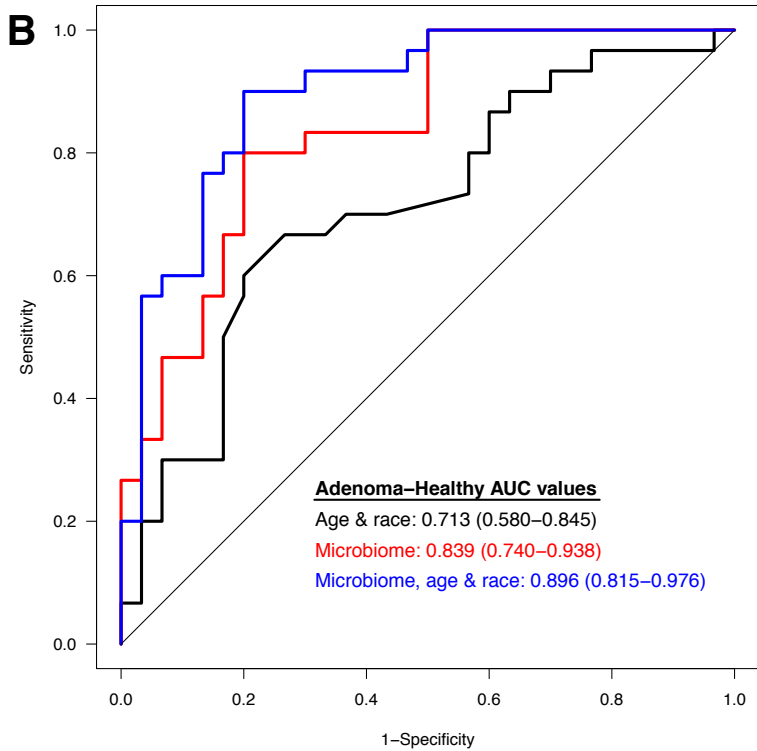 B
1.0
0.8
0.6
0.4
0.2
0.0
Sensitivity
Adenoma−Healthy AUC values
Age & race: 0.713 (0.580−0.845)
Microbiome: 0.839 (0.740−0.938)
Microbiome, age & race: 0.896 (0.815−0.976)
0.0 0.2 0.4 0.6 0.8 1.0
1−Specificity